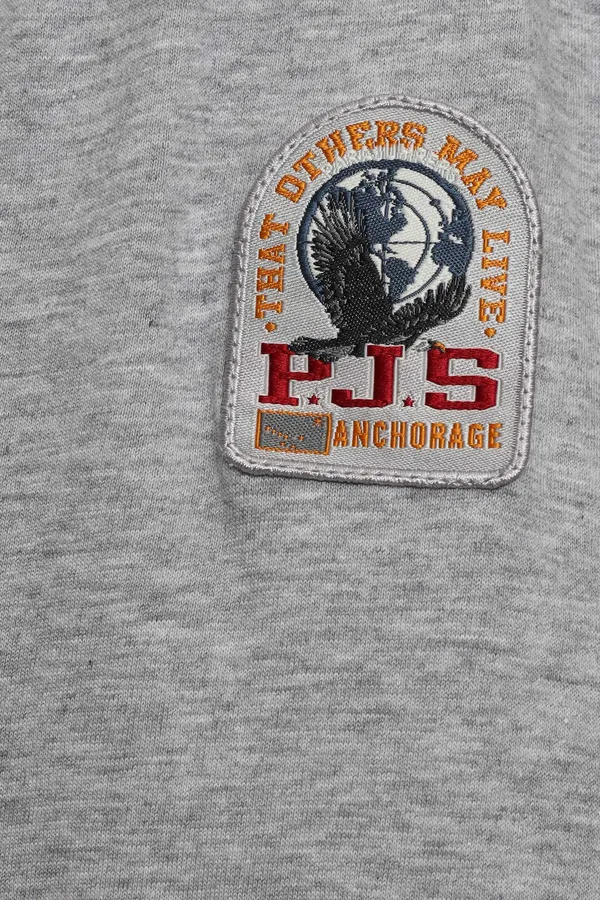 · THAT OTHERS MAY LIVE ·
P.J.S
ANCHORAGE